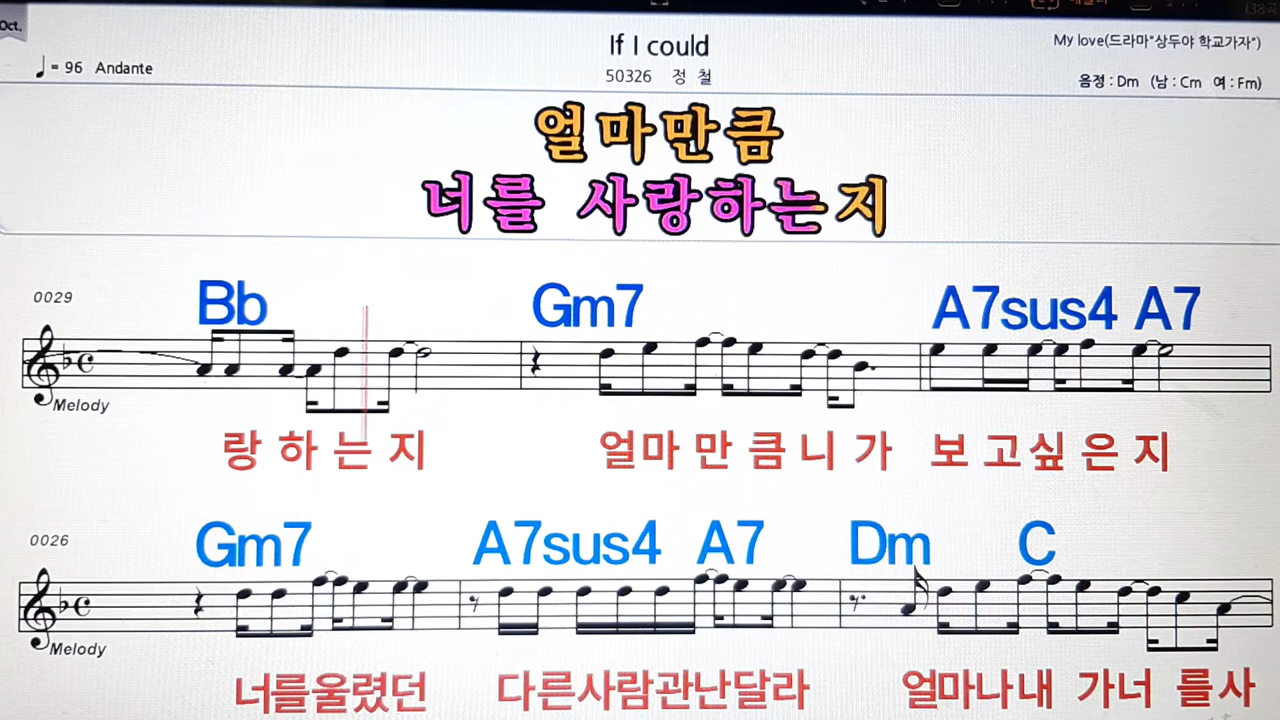 Oct.
If I could
My love(드라마"상두야 학교가자")
♩= 96 Andante
50326 정 철
음정 : Dm (남 : Cm 여 : Fm)
얼마만큼
너를 사랑하는지
0029
Bb Gm7 A7sus4 A7
Melody
랑 하 는 지 얼마 만 큼 니 가 보 고싶 은 지
0026
Gm7 A7sus4 A7 Dm C
Melody
너를울렸던 다른사람관난달라 얼마나내 가너 를사